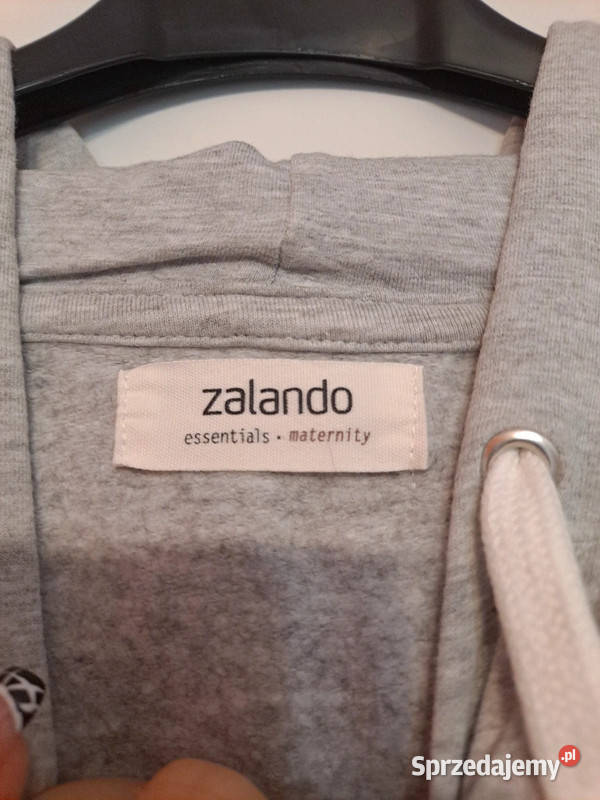 zalando
essentials • maternity
Sprzedajemy.pl